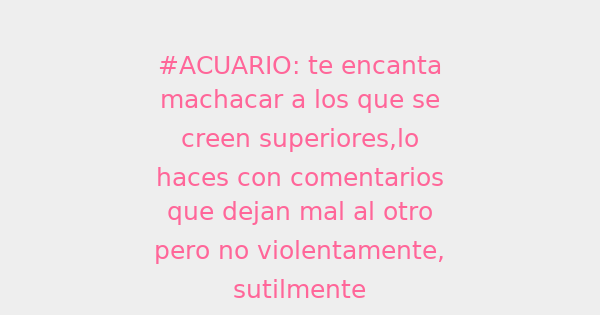 #ACUARIO: te encanta
machacar a los que se
creen superiores,lo
haces con comentarios
que dejan mal al otro
pero no violentamente,
sutilmente